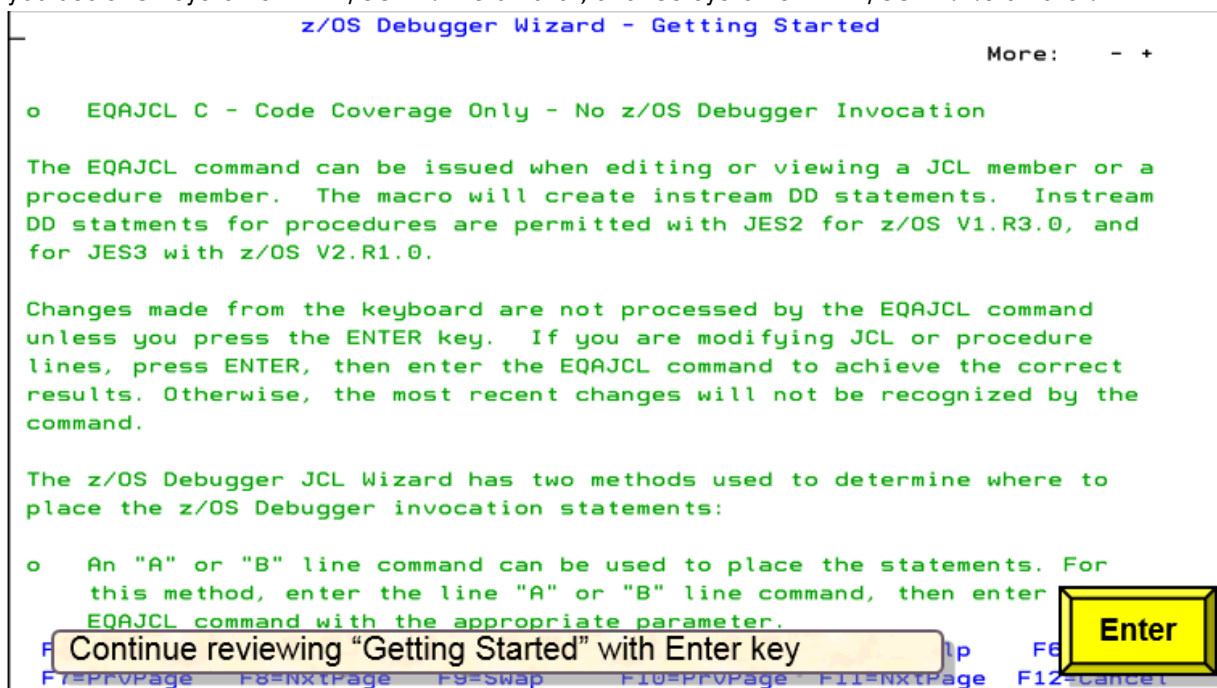 z/OS Debugger Wizard - Getting Started
More: - +
o EQAJCL C - Code Coverage Only - No z/OS Debugger Invocation
The EQAJCL command can be issued when editing or viewing a JCL member or a
procedure member. The macro will create instream DD statements. Instream
DD statments for procedures are permitted with JES2 for z/OS V1.R3.0, and
for JES3 with z/OS V2.R1.0.
Changes made from the keyboard are not processed by the EQAJCL command
unless you press the ENTER key. If you are modifying JCL or procedure
lines, press ENTER, then enter the EQAJCL command to achieve the correct
results. Otherwise, the most recent changes will not be recognized by the
command.
The z/OS Debugger JCL Wizard has two methods used to determine where to
place the z/OS Debugger invocation statements:
o An "A" or "B" line command can be used to place the statements. For
this method, enter the line "A" or "B" line command, then enter
EQAJCL command with the appropriate parameter.
Enter
Continue reviewing “Getting Started” with Enter key
F7=PrvPage F8=NxtPage F9=Swap F10=PrvPage F11=NxtPage F12=Cancel